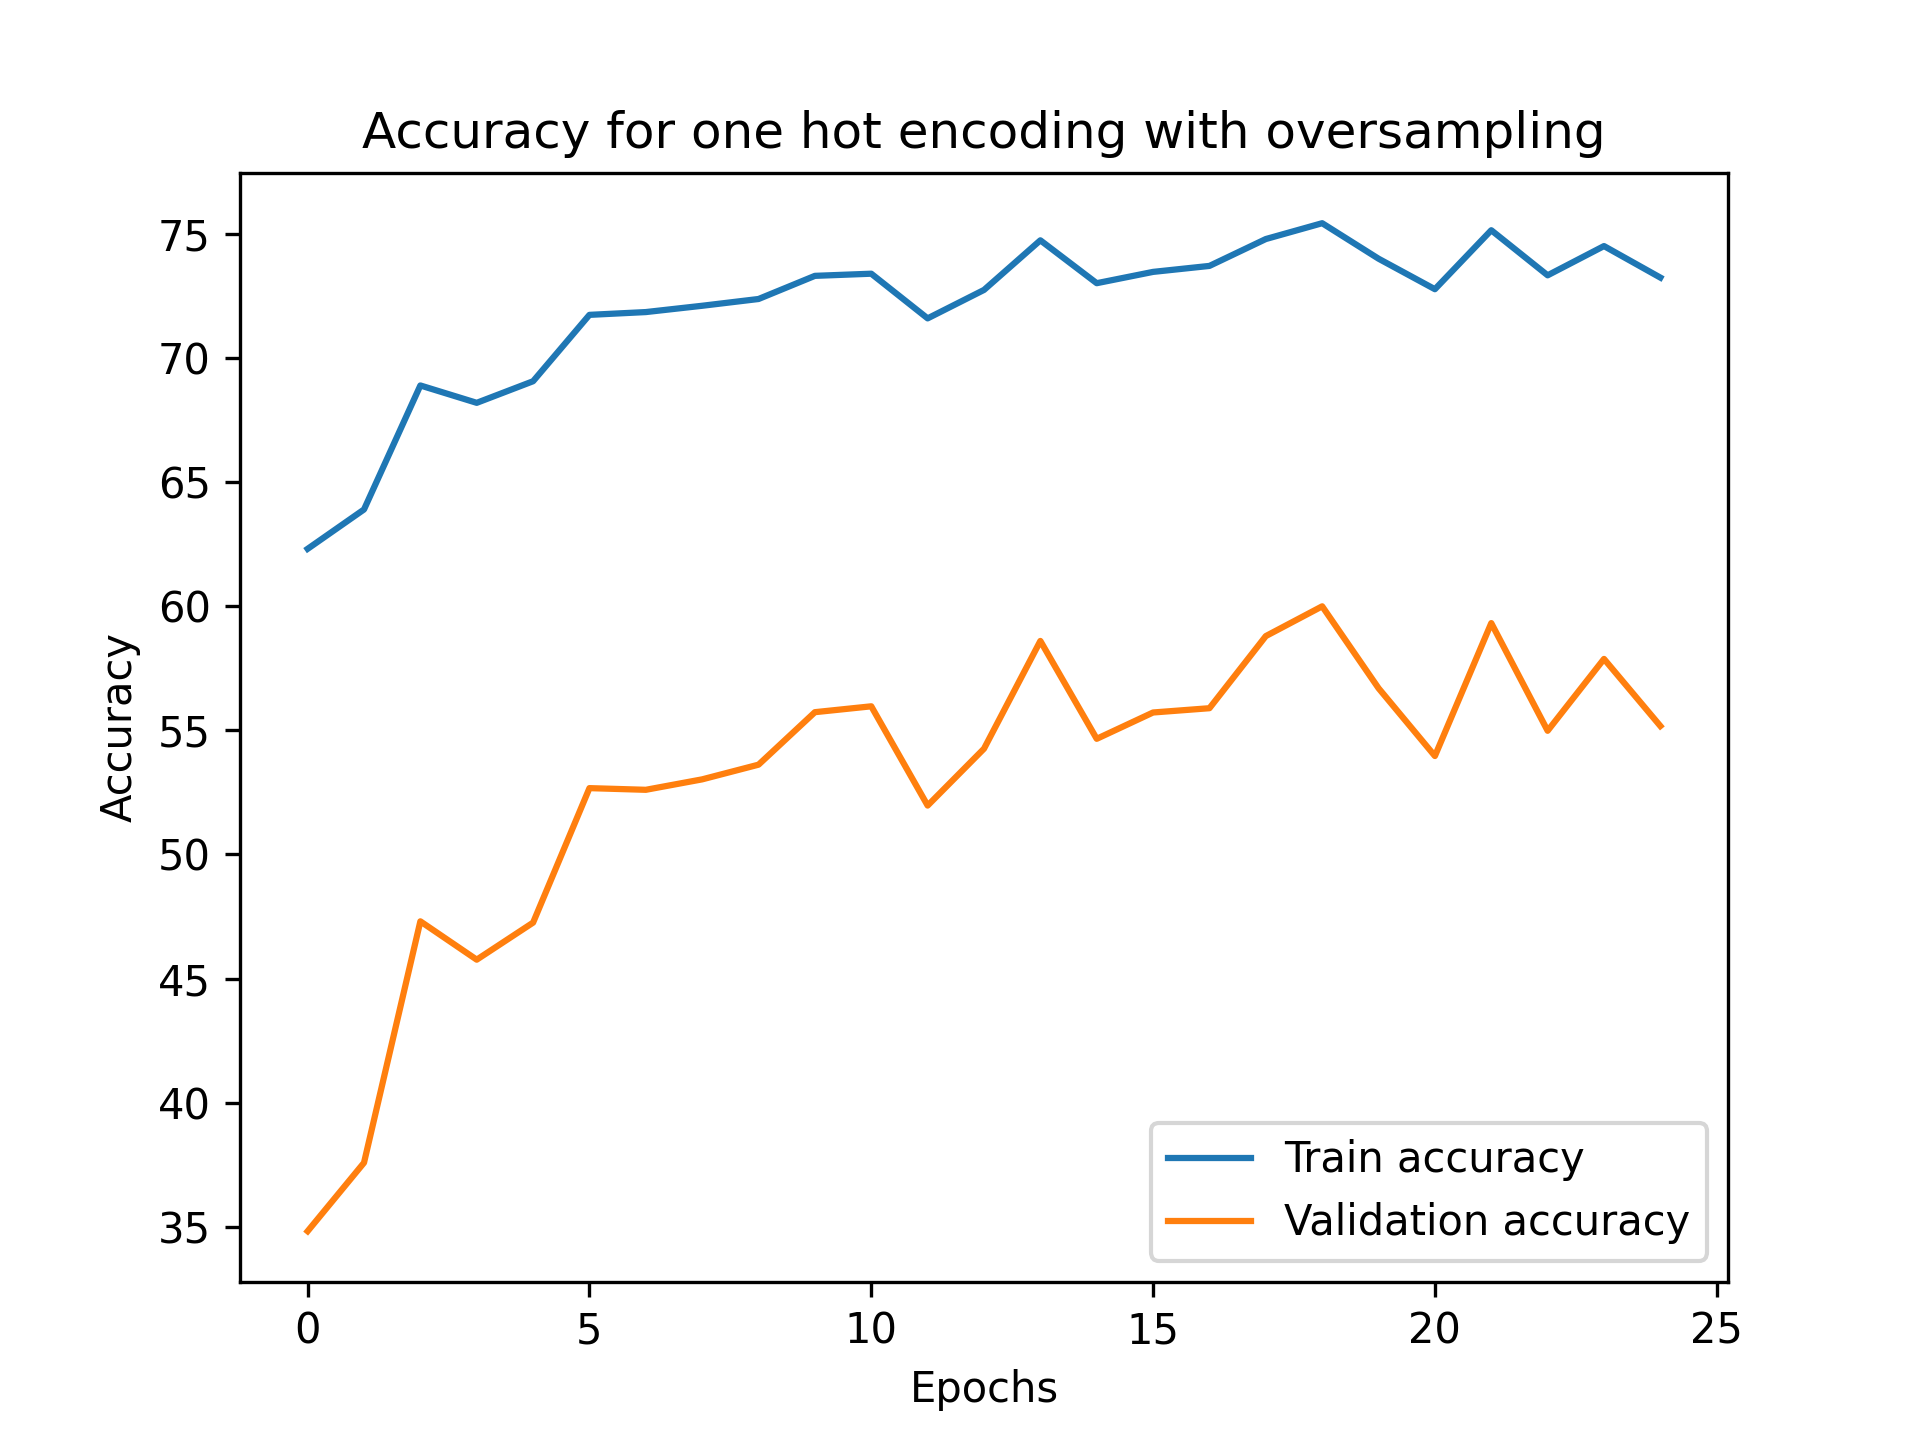 Accuracy for one hot encoding with oversampling
75
70
65
60
55
50
45
40
35
Accuracy
Train accuracy
Validation accuracy
0 5 10 15 20 25
Epochs